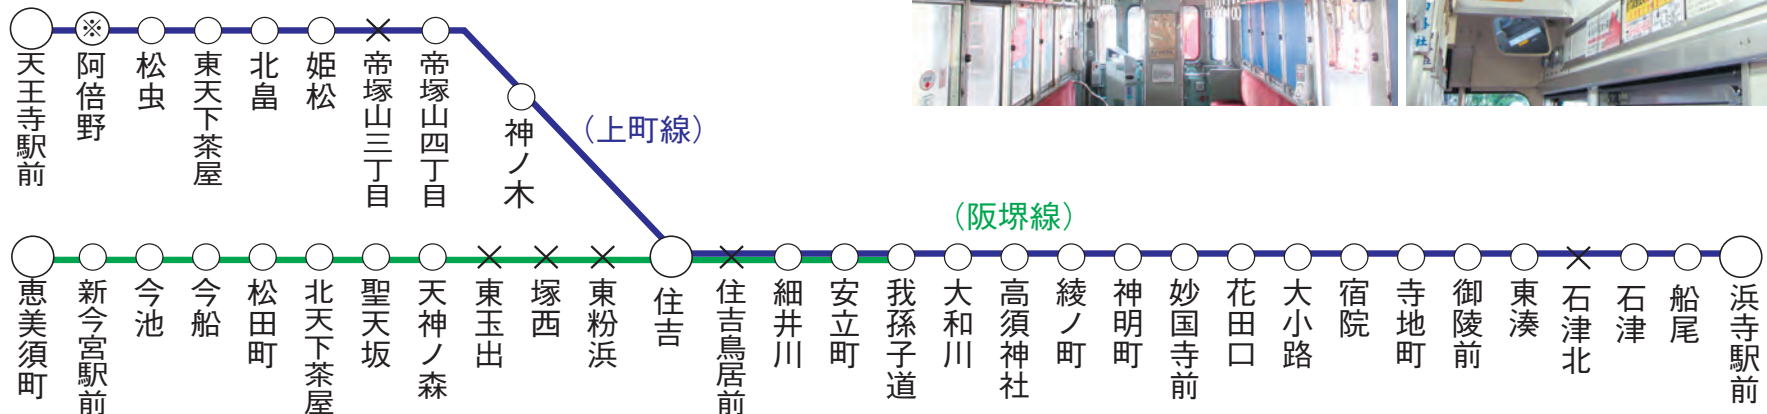 天王寺駅前
※
阿倍野
松虫
東天下茶屋
北畠
姫松
帝塚山三丁目
帝塚山四丁目
神ノ木
（上町線）
（阪堺線）
恵美須町
新今宮駅前
今池
今船
松田町
北天下茶屋
聖天坂
天神ノ森
東玉出
塚西
東粉浜
住吉
住吉鳥居前
細井川
安立町
我孫子道
大和川
高須神社
綾ノ町
神明町
妙国寺前
花田口
大小路
宿院
寺地町
御陵前
東湊
石津北
石津
船尾
浜寺駅前